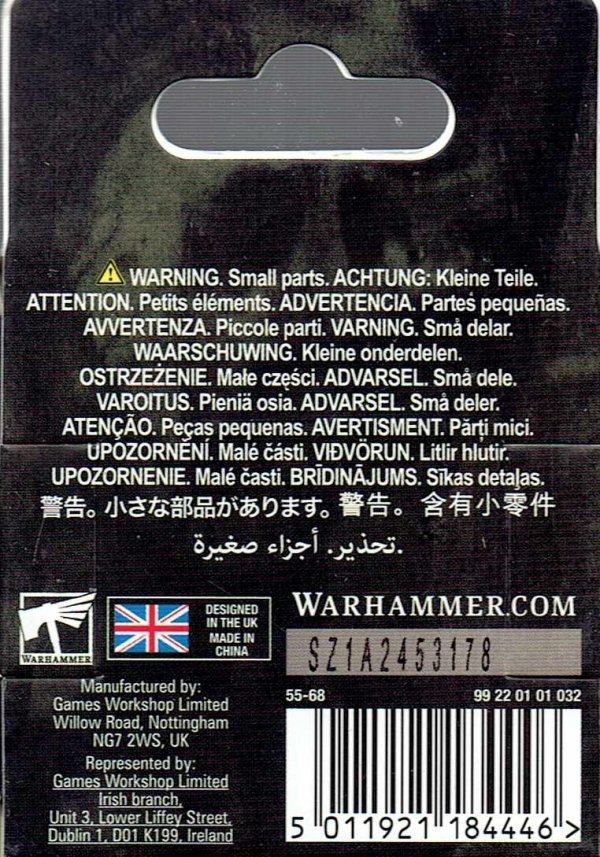 WARNING. Small parts. ACHTUNG: Kleine Teile.
ATTENTION. Petits éléments. ADVERTENCIA. Partes pequeñas.
AVVERTENZA. Piccole parti. VARNING. Små delar.
WAARSCHUWING. Kleine onderdelen.
OSTRZEŻENIE. Małe części. ADVARSEL. Små dele.
VAROITUS. Pieniä osia. ADVARSEL. Små deler.
ATENÇÃO. Peças pequenas. AVERTISMENT. Părți mici.
UPOZORNĚNÍ. Malé části. VIÐVÖRUN. Litlir hlutir.
UPOZORNENIE. Malé časti. BRĪDINĀJUMS. Sīkas detaļas.
警告。小さな部品があります。警告。含有小零件
تحذير. أجزاء صغيرة.
WARHAMMER
DESIGNED
IN THE UK
MADE IN
CHINA
WARHAMMER.COM
SZ1A2453178
Manufactured by:
Games Workshop Limited
Willow Road, Nottingham
NG7 2WS, UK
Represented by:
Games Workshop Limited
Irish branch,
Unit 3, Lower Liffey Street,
Dublin 1, D01 K199, Ireland
55-68 99 22 01 01 032
5 011921 184446 >